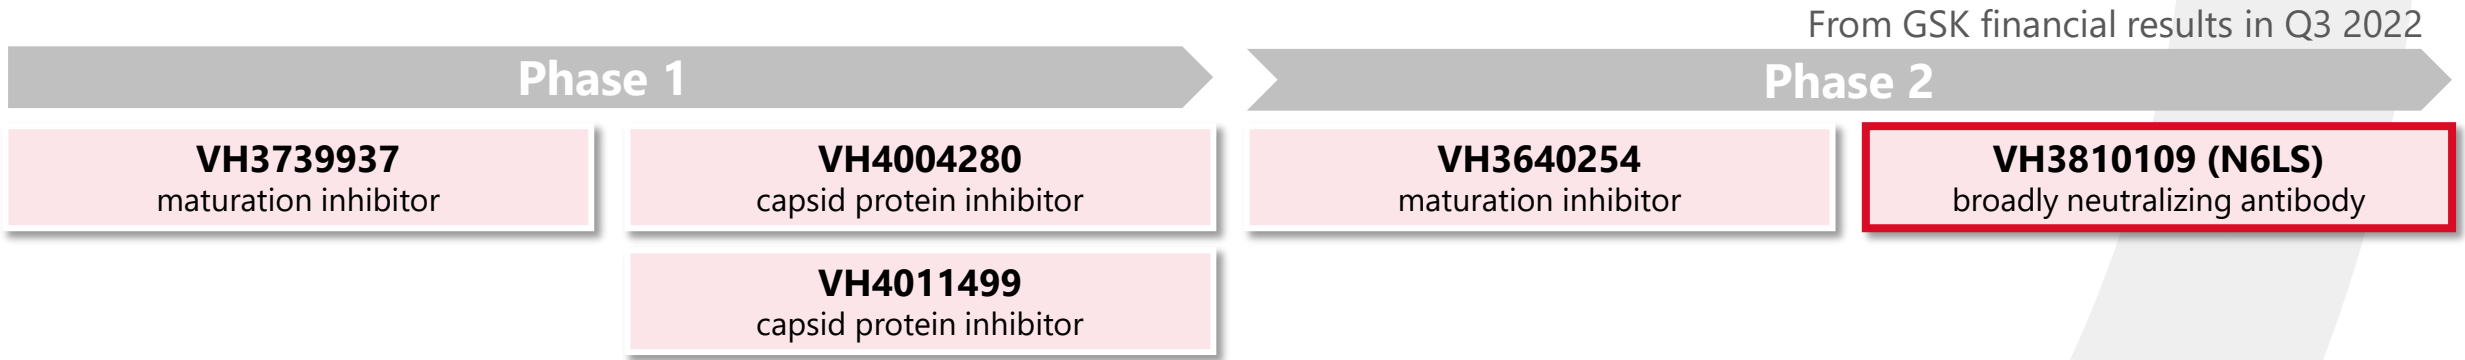 From GSK financial results in Q3 2022
Phase 1
Phase 2
VH3739937
maturation inhibitor
VH4004280
capsid protein inhibitor
VH3640254
maturation inhibitor
VH3810109 (N6LS)
broadly neutralizing antibody
VH4011499
capsid protein inhibitor